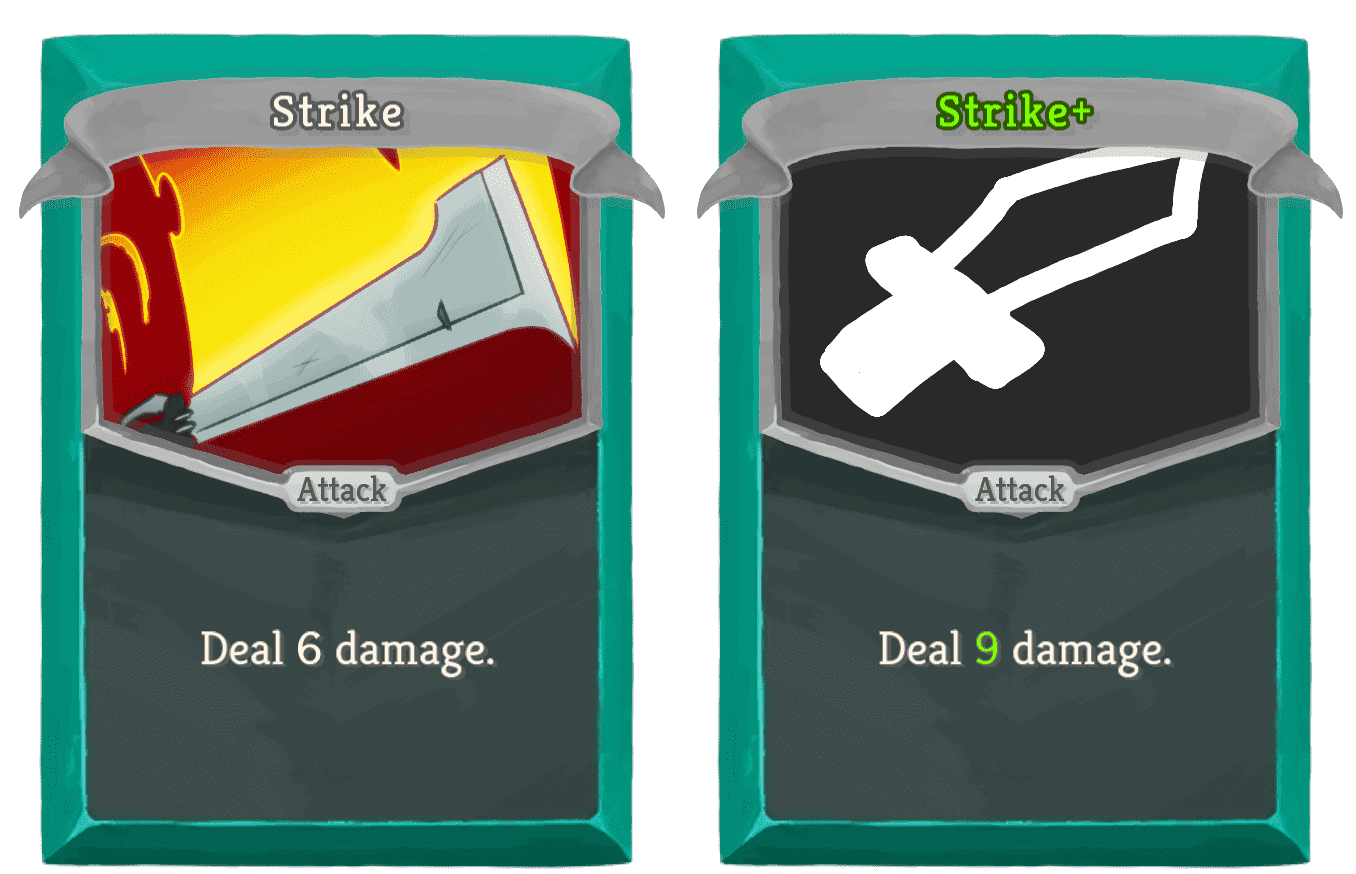 Strike
Attack
Deal 6 damage.
Strike+
Attack
Deal 9 damage.